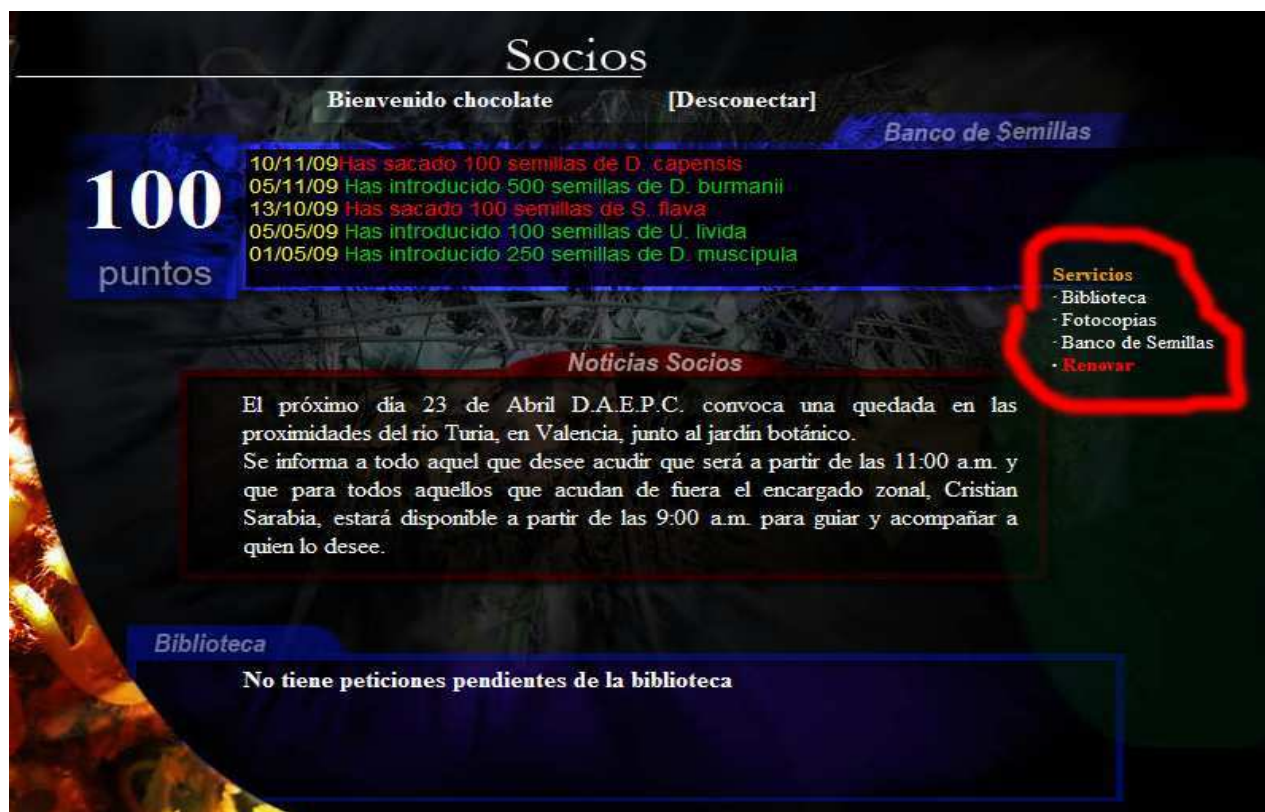 Socios
Bienvenido chocolate [Desconectar]
Banco de Semillas
100
puntos
10/11/09 Has sacado 100 semillas de D. capensis
05/11/09 Has introducido 500 semillas de D. burmanii
13/10/09 Has sacado 100 semillas de S. flava
05/05/09 Has introducido 100 semillas de U. livida
01/05/09 Has introducido 250 semillas de D. muscipula
Servicios
- Biblioteca
- Fotocopias
- Banco de Semillas
- Renovar
Noticias Socios
El próximo dia 23 de Abril D.A.E.P.C. convoca una quedada en las
proximidades del rio Turia, en Valencia, junto al jardín botánico.
Se informa a todo aquel que desee acudir que será a partir de las 11:00 a.m. y
que para todos aquellos que acudan de fuera el encargado zonal, Cristian
Sarabia, estará disponible a partir de las 9:00 a.m. para guiar y acompañar a
quien lo desee.
Biblioteca
No tiene peticiones pendientes de la biblioteca